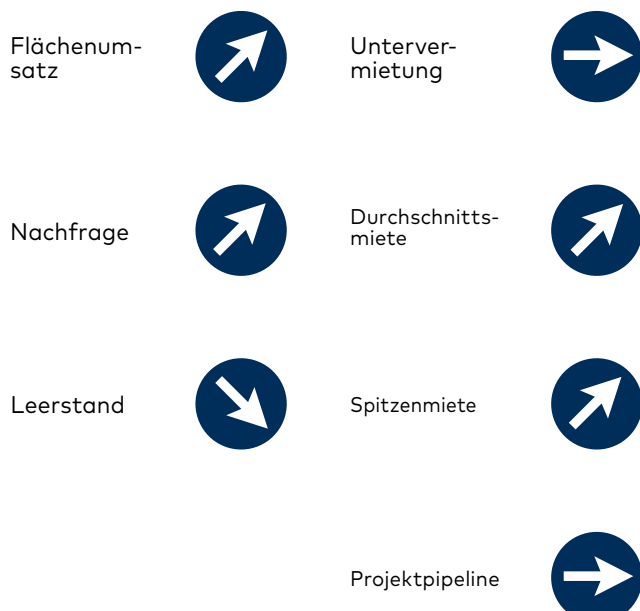 Flächenum-
satz
Unterver-
mietung
Nachfrage
Durchschnitts-
miete
Leerstand
Spitzenmiete
Projektpipeline